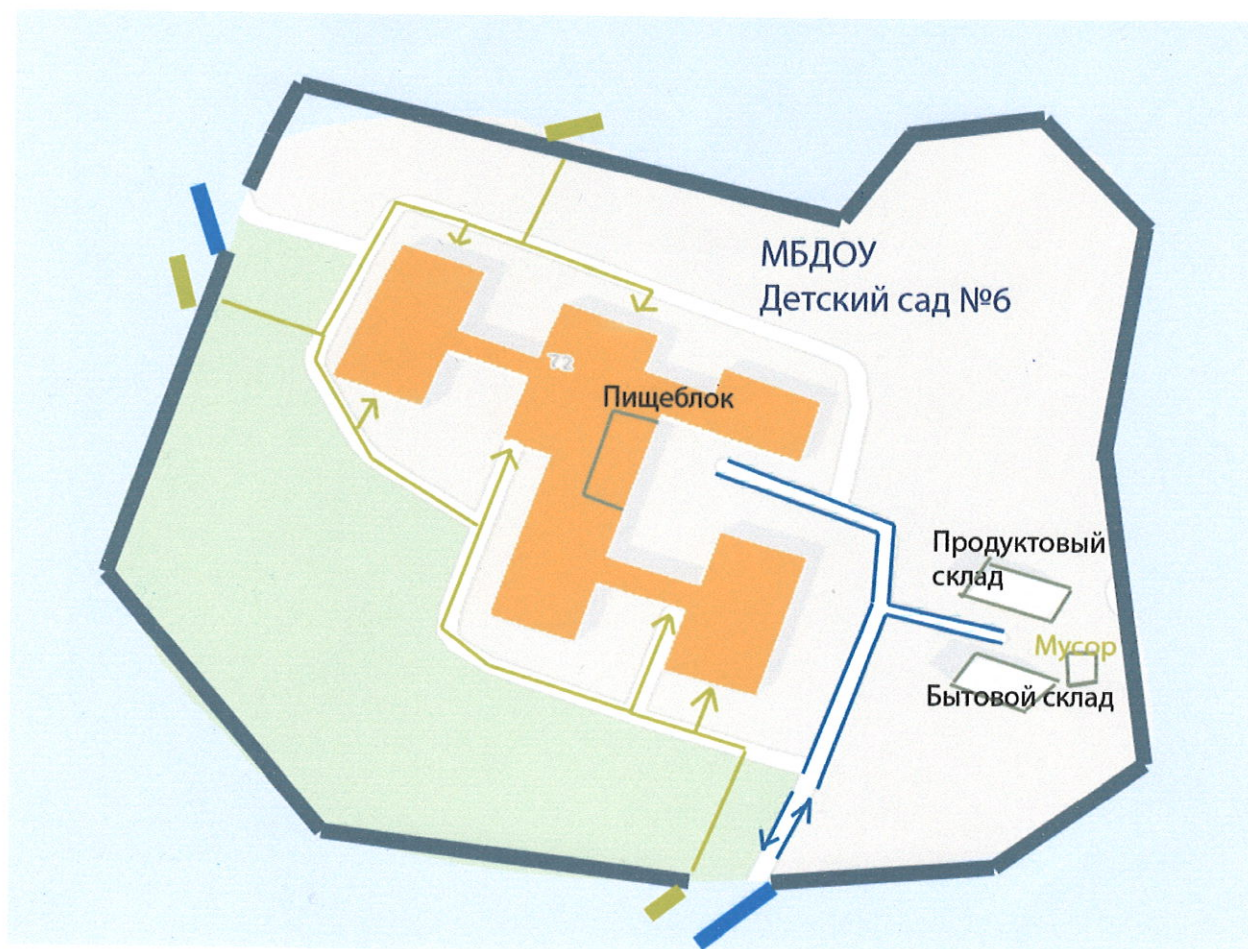 МБДОУ
Детский сад №6
72
Пищеблок
Продуктовый
склад
Мусор
Бытовой склад